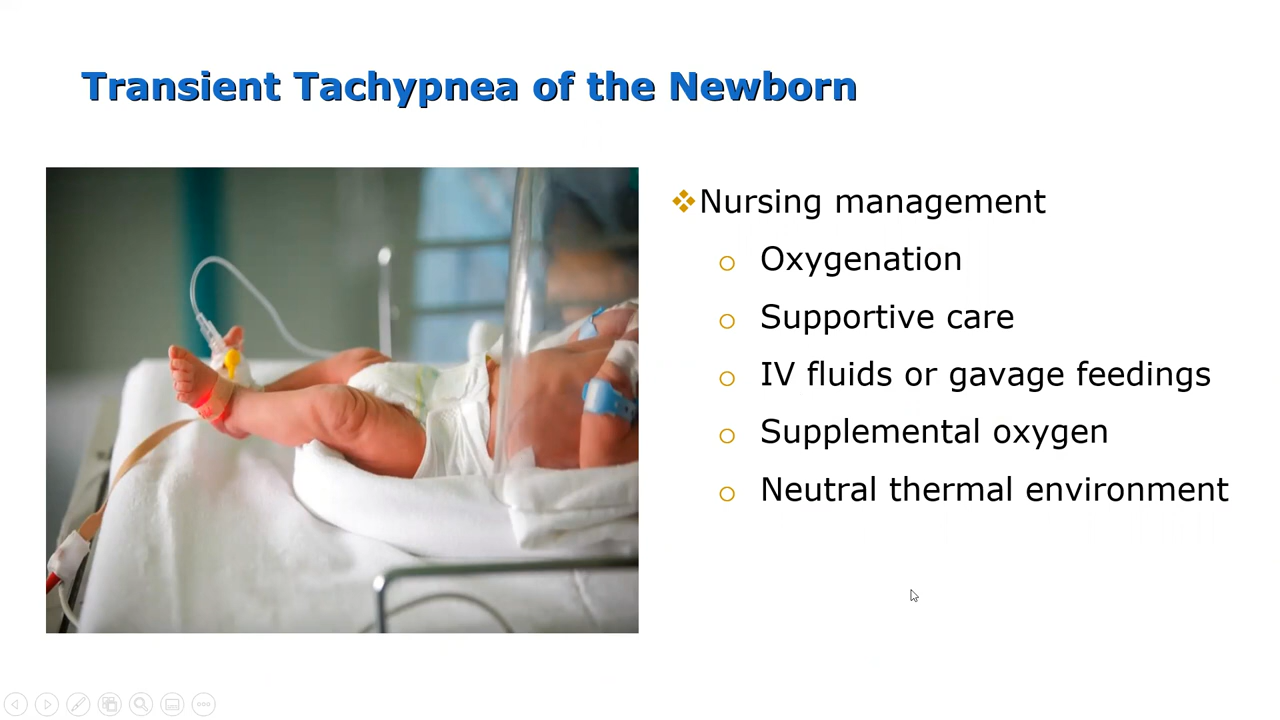 Transient Tachypnea of the Newborn
Nursing management
Oxygenation
Supportive care
IV fluids or gavage feedings
Supplemental oxygen
Neutral thermal environment